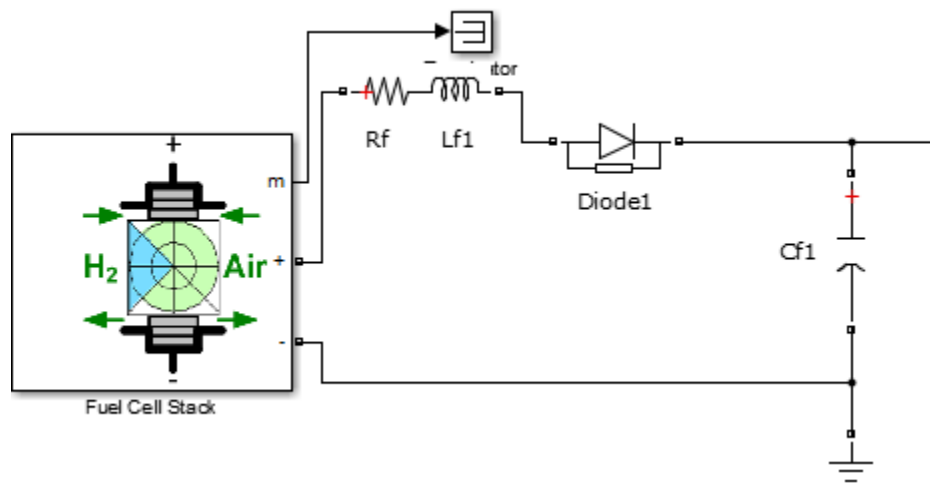 Rf
Lf1
+
m
Diode1
H2
Air
+
Cf1
-
-
Fuel Cell Stack